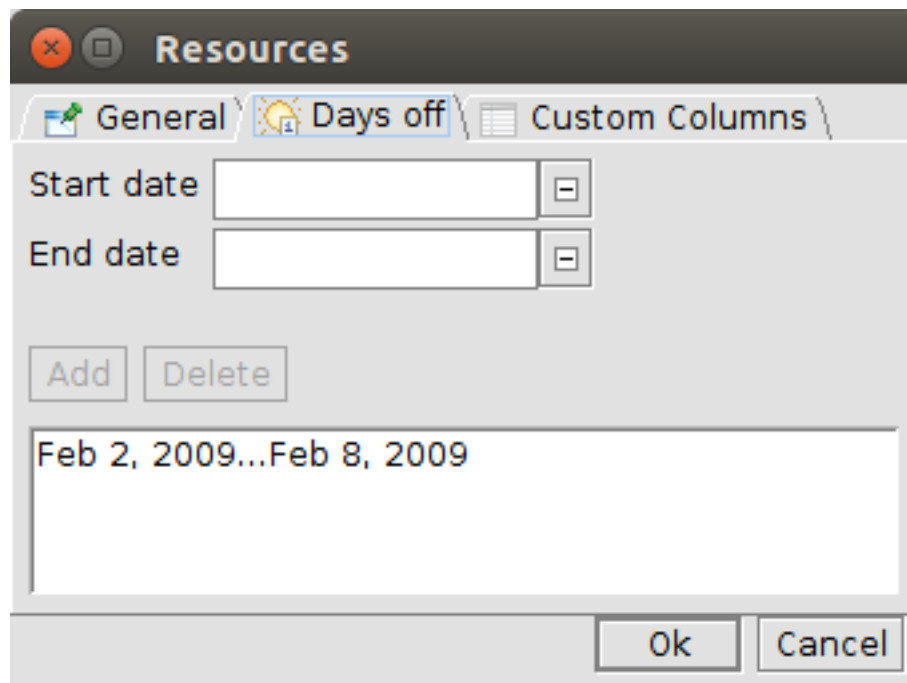 Resources
General Days off Custom Columns
Start date
End date
Add Delete
Feb 2, 2009...Feb 8, 2009
Ok Cancel